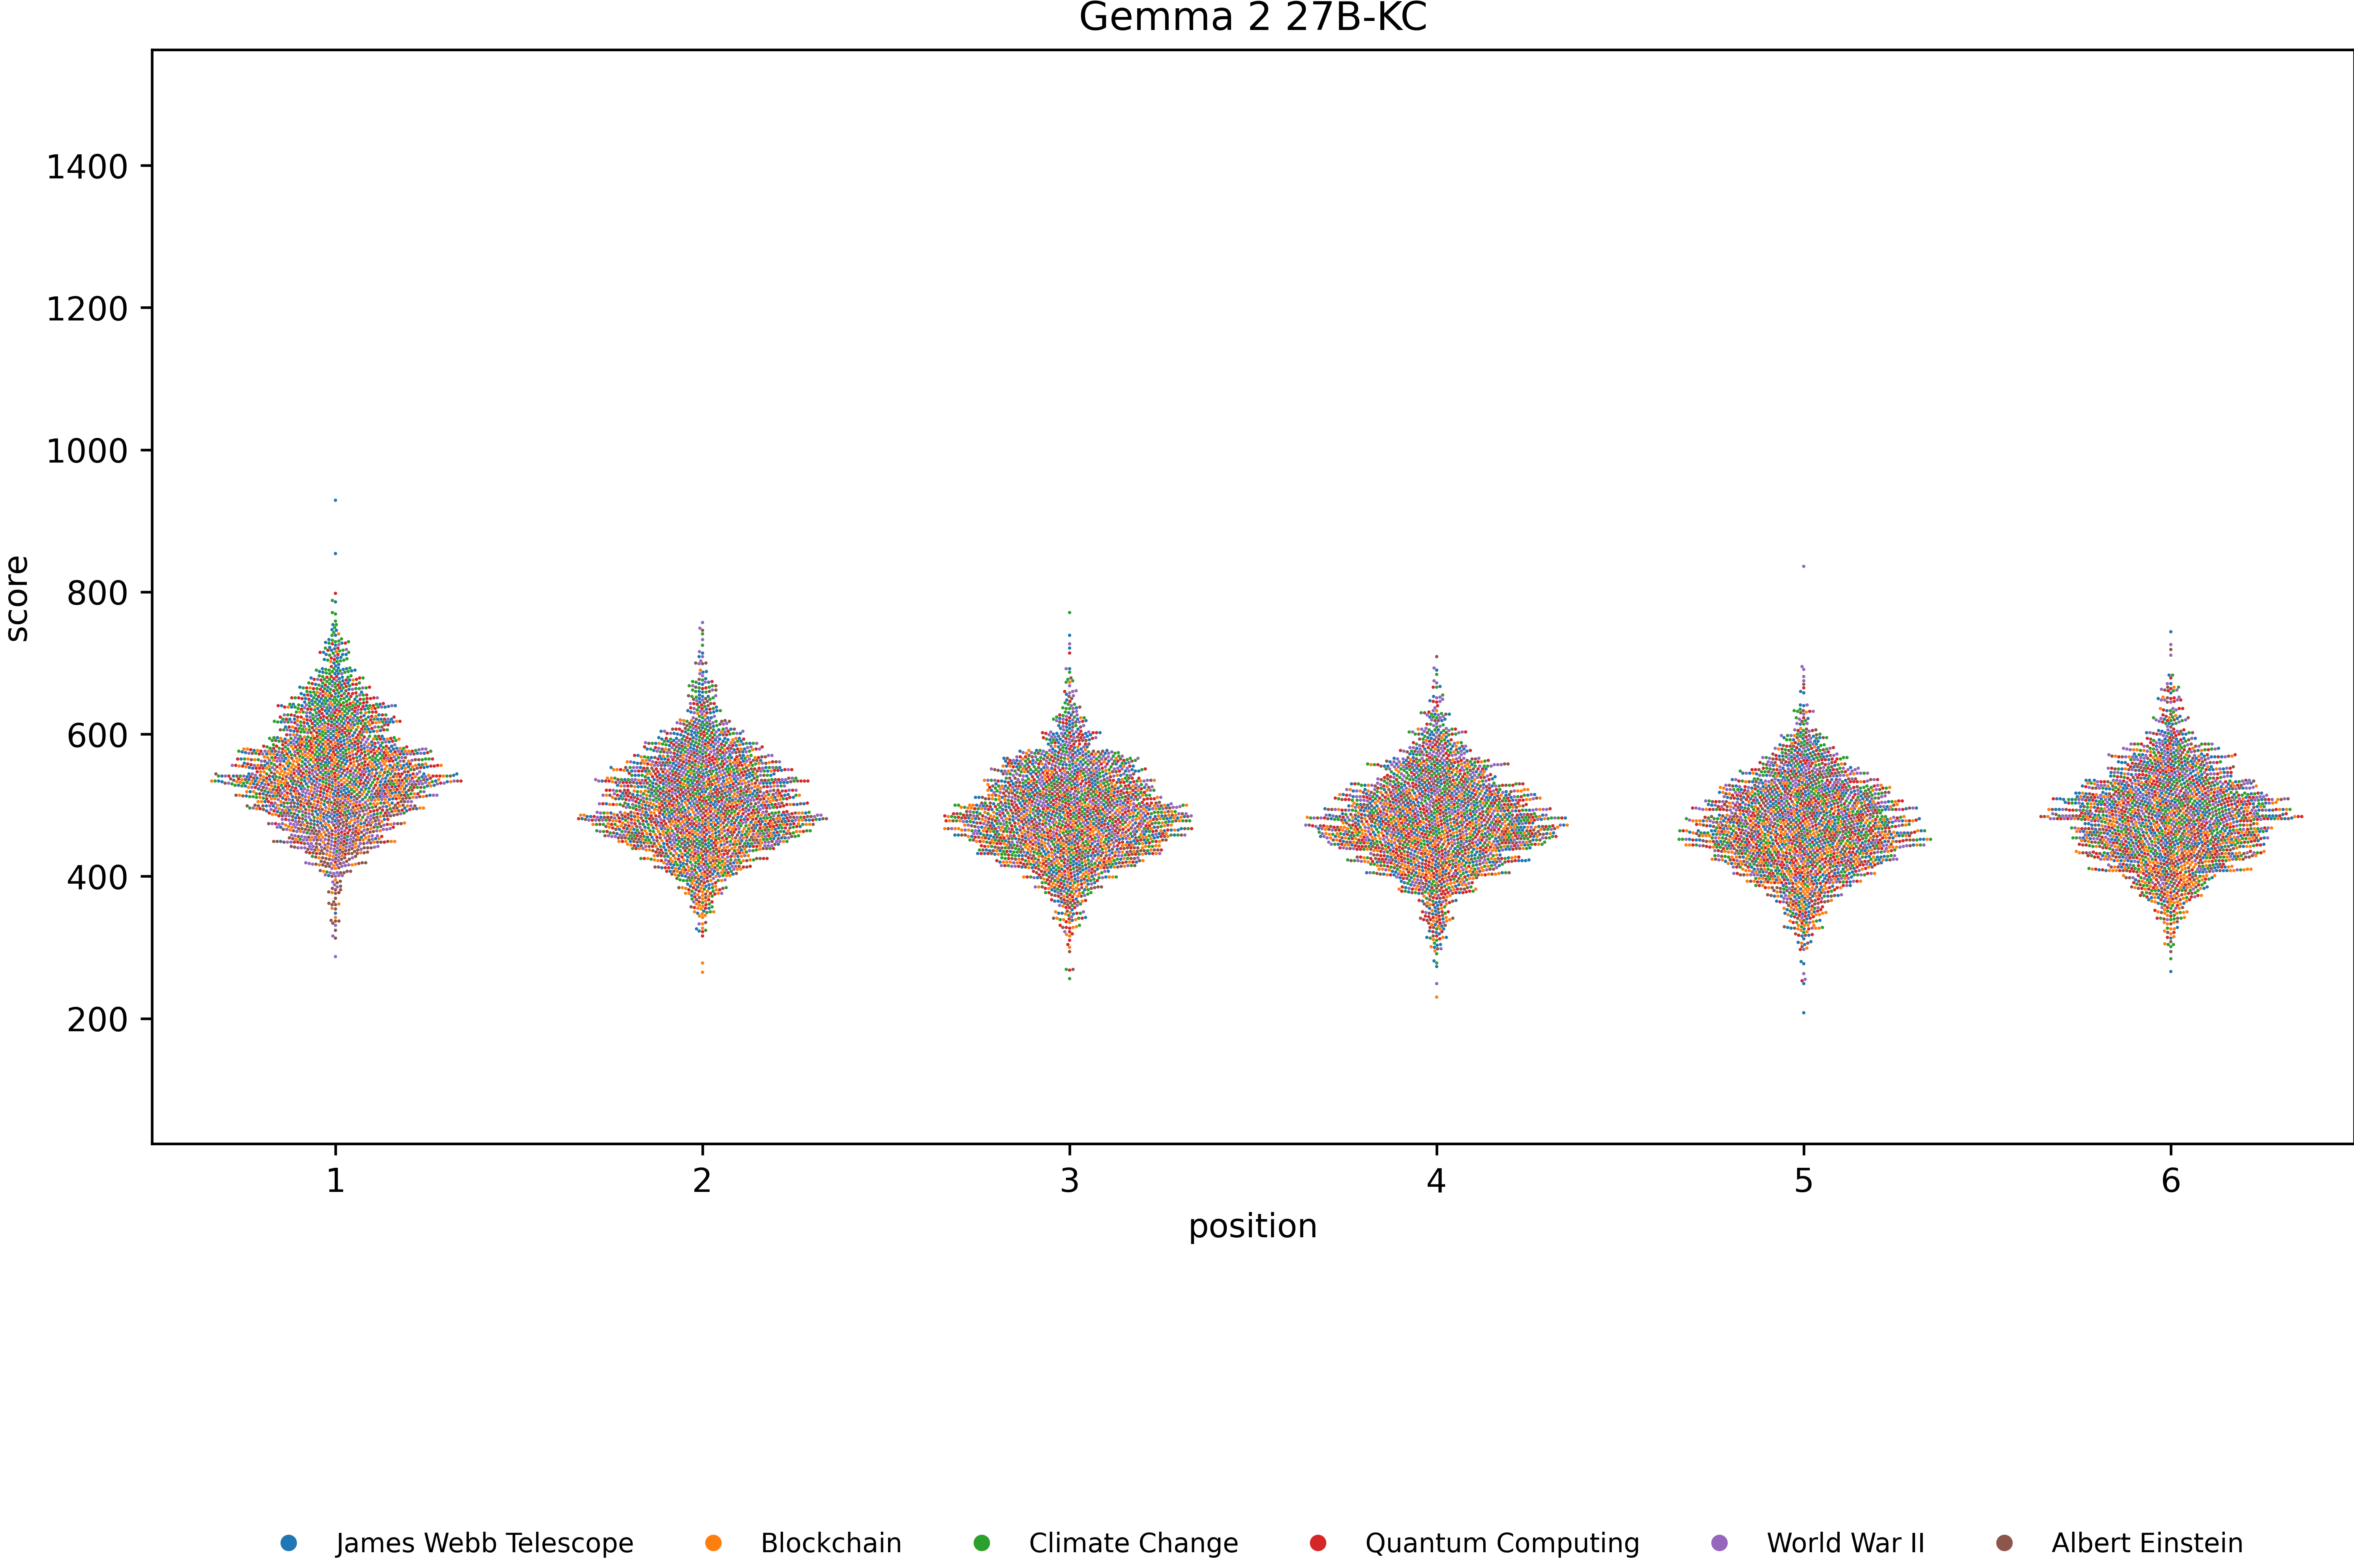 Gemma 2 27B-KC
1400
1200
1000
800
600
400
200
score
1 2 3 4 5 6
position
James Webb Telescope Blockchain Climate Change Quantum Computing World War II Albert Einstein